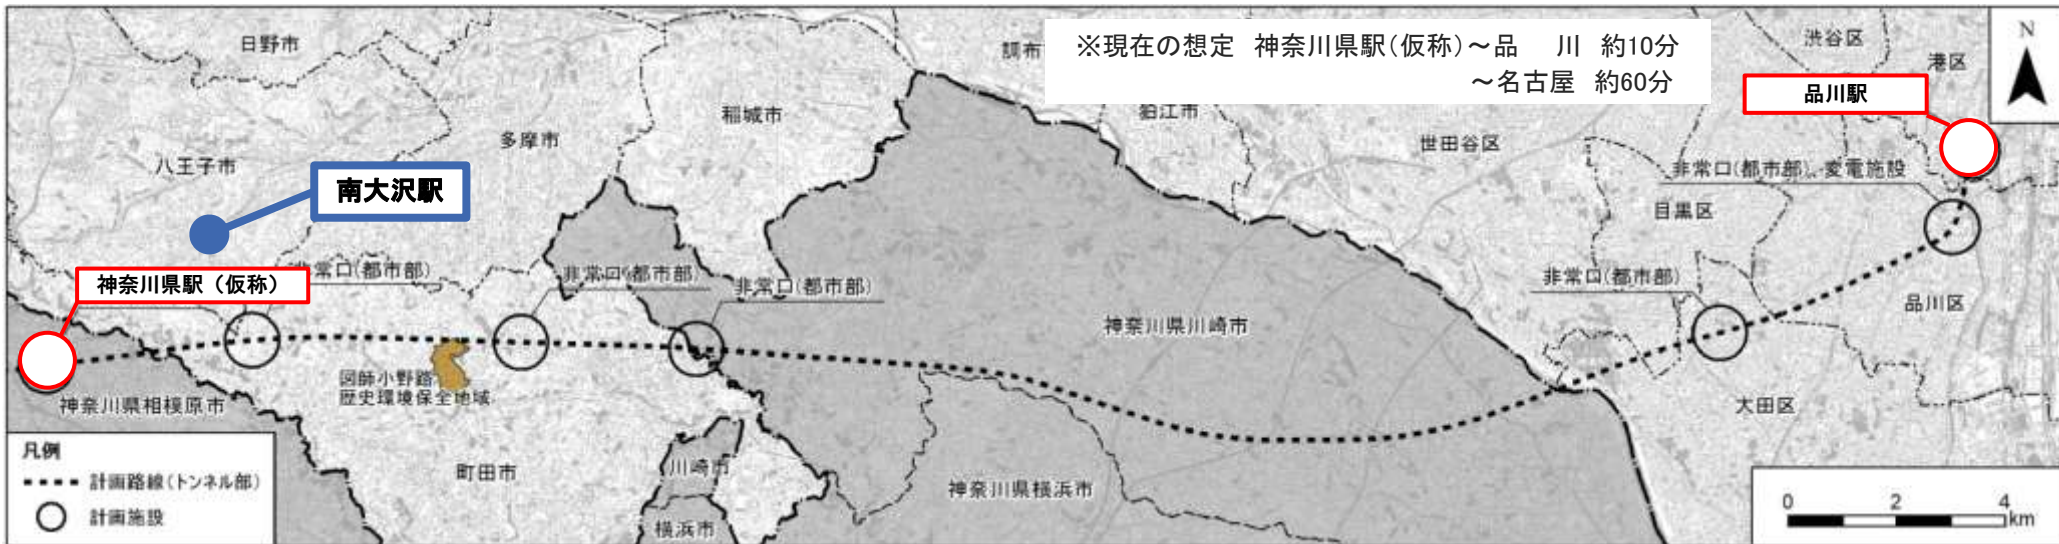 ※現在の想定 神奈川県駅(仮称)～品 川 約10分
～名古屋 約60分
日野市
調布
渋谷区
港区
N
品川駅
稲城市
狛江市
多摩市
世田谷区
八王子市
非常口(都市部)、変電施設
南大沢駅
目黒区
非常口(都市部)
非常口(都市部)
非常口(都市部)
非常口(都市部)
神奈川県駅（仮称）
品川区
神奈川県川崎市
図師小野路
歴史環境保全地域
神奈川県相模原市
大田区
凡例
計画路線(トンネル部)
計画施設
町田市
川崎市
横浜市
神奈川県横浜市
0 2 4
km